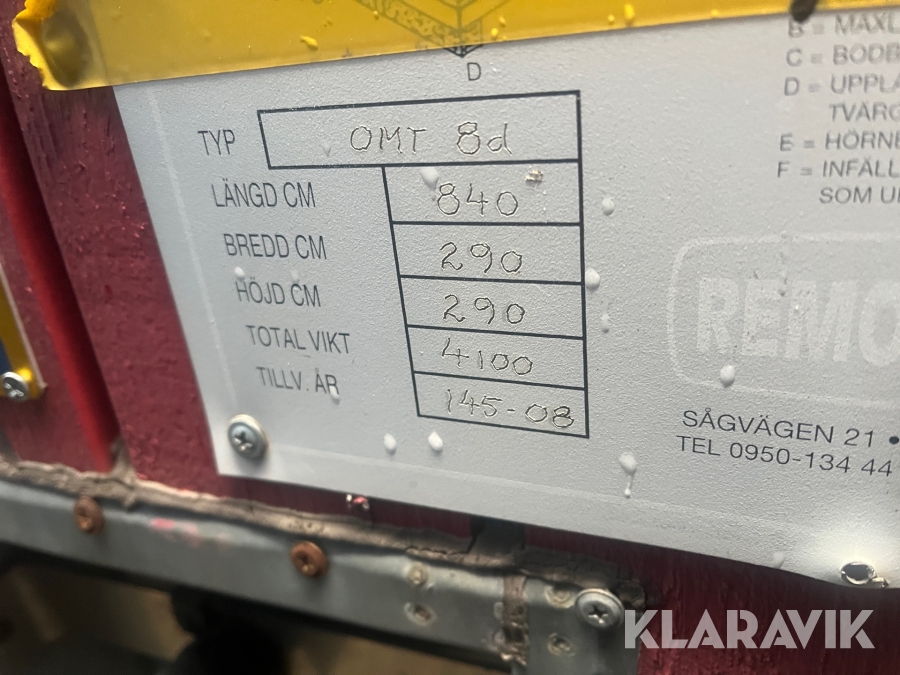 D
TYP OMT 8d
LÄNGD CM 840
BREDD CM 290
HÖJD CM 290
TOTAL VIKT 4100
TILLV. ÅR 145-08
B = MAXL
C = BODB
D = UPPLA
TVÄRG
E = HÖRNE
F = INFÄLL
SOM U
REMO
SÅGVÄGEN 21 •
TEL 0950-134 44
KLARAVIK